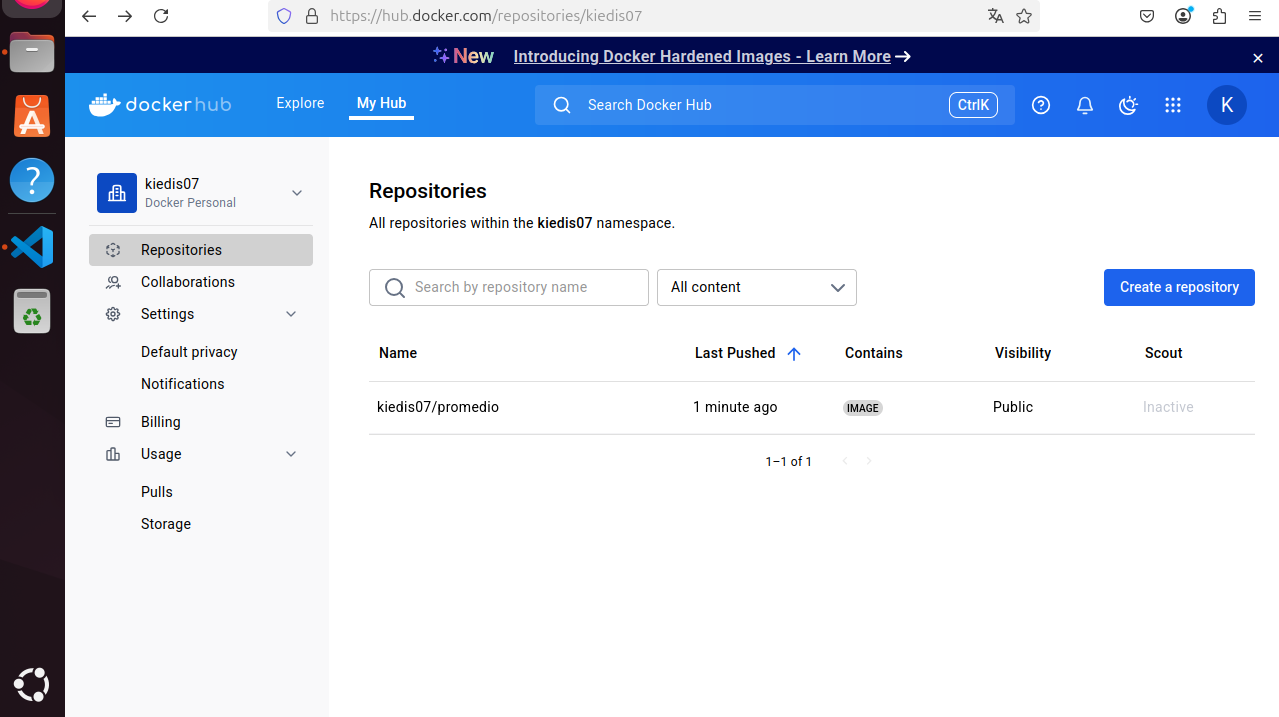 https://hub.docker.com/repositories/kiedis07
New Introducing Docker Hardened Images - Learn More
dockerhub Explore My Hub Search Docker Hub CtrlK K
kiedis07
Docker Personal
Repositories
Collaborations
Settings
Default privacy
Notifications
Billing
Usage
Pulls
Storage
Repositories
All repositories within the kiedis07 namespace.
Search by repository name All content Create a repository
Name Last Pushed Contains Visibility Scout
kiedis07/promedio 1 minute ago IMAGE Public Inactive
1–1 of 1